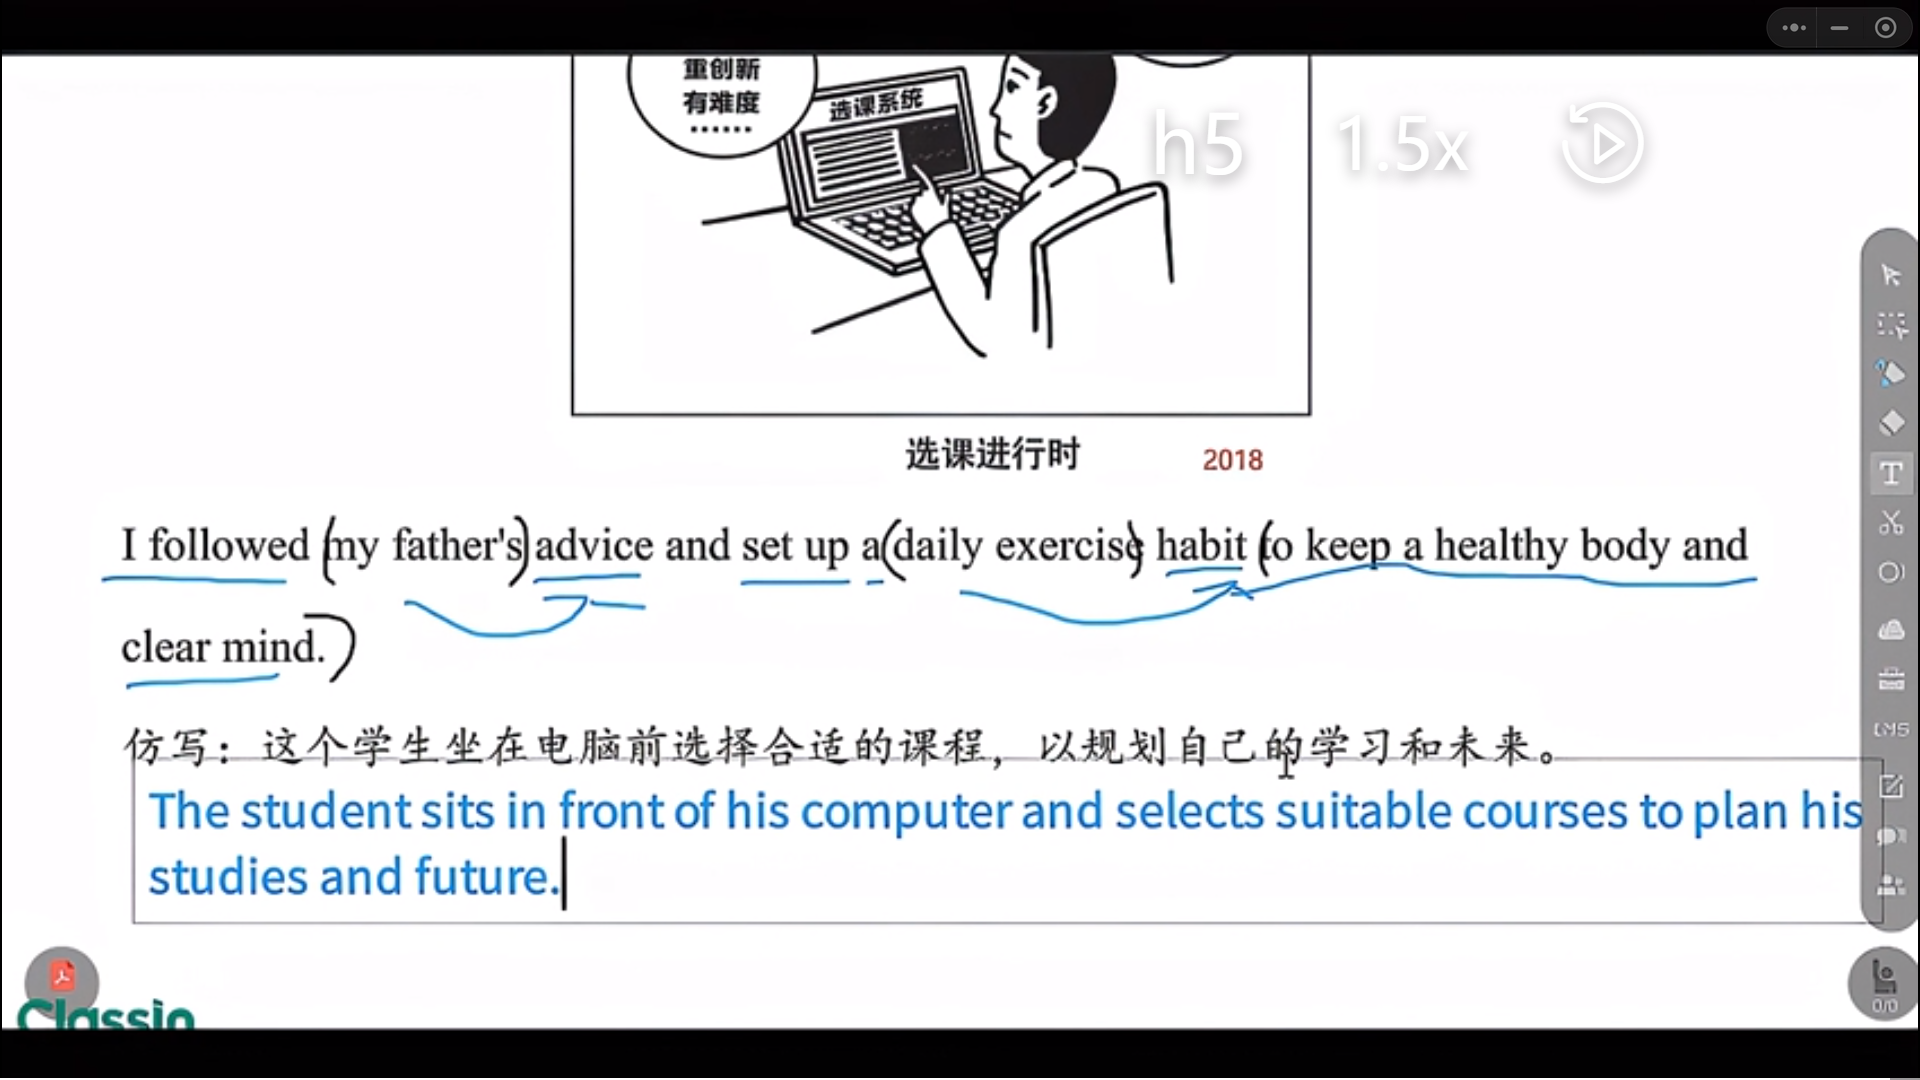 重创新
有难度
......
选课系统
h5 1.5x
选课进行时 2018
I followed (my father's) advice and set up a (daily exercise) habit (to keep a healthy body and
clear mind.)
仿写：这个学生坐在电脑前选择合适的课程，以规划自己的学习和未来。
The student sits in front of his computer and selects suitable courses to plan his
studies and future.
T
LMS
0/0
Classin